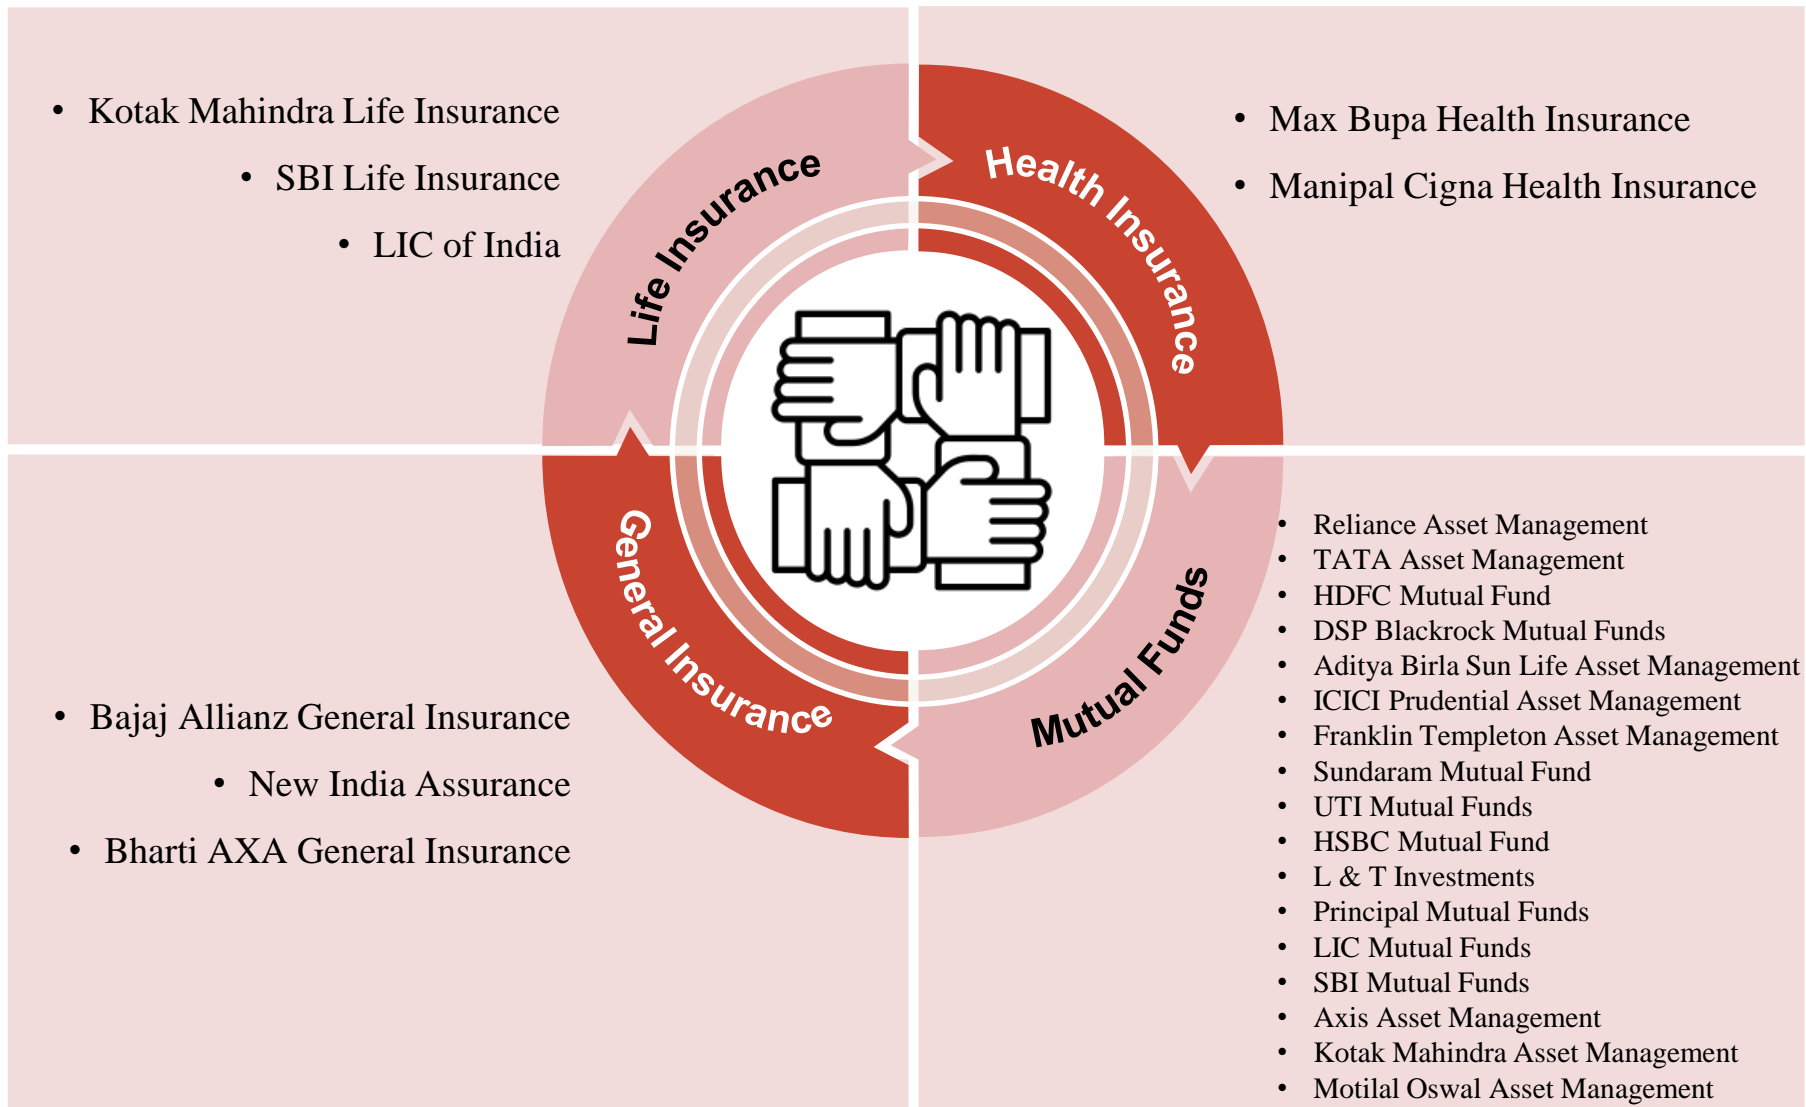 • Kotak Mahindra Life Insurance
• SBI Life Insurance
• LIC of India
Life Insurance
Health Insurance
• Max Bupa Health Insurance
• Manipal Cigna Health Insurance
General Insurance
• Bajaj Allianz General Insurance
• New India Assurance
• Bharti AXA General Insurance
Mutual Funds
• Reliance Asset Management
• TATA Asset Management
• HDFC Mutual Fund
• DSP Blackrock Mutual Funds
• Aditya Birla Sun Life Asset Management
• ICICI Prudential Asset Management
• Franklin Templeton Asset Management
• Sundaram Mutual Fund
• UTI Mutual Funds
• HSBC Mutual Fund
• L & T Investments
• Principal Mutual Funds
• LIC Mutual Funds
• SBI Mutual Funds
• Axis Asset Management
• Kotak Mahindra Asset Management
• Motilal Oswal Asset Management